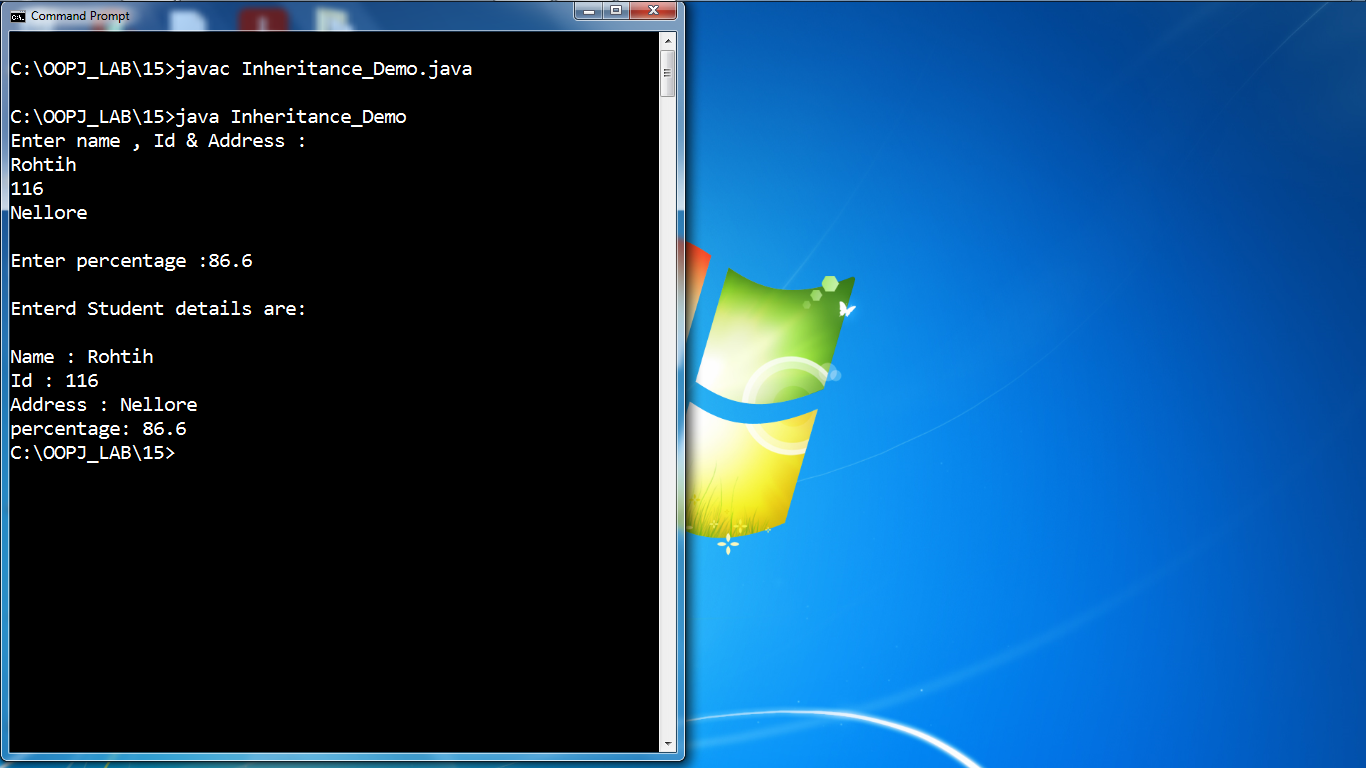 Command Prompt
C:\OOPJ_LAB\15>javac Inheritance_Demo.java
C:\OOPJ_LAB\15>java Inheritance_Demo
Enter name , Id & Address :
Rohtih
116
Nellore
Enter percentage :86.6
Enterd Student details are:
Name : Rohtih
Id : 116
Address : Nellore
percentage: 86.6
C:\OOPJ_LAB\15>